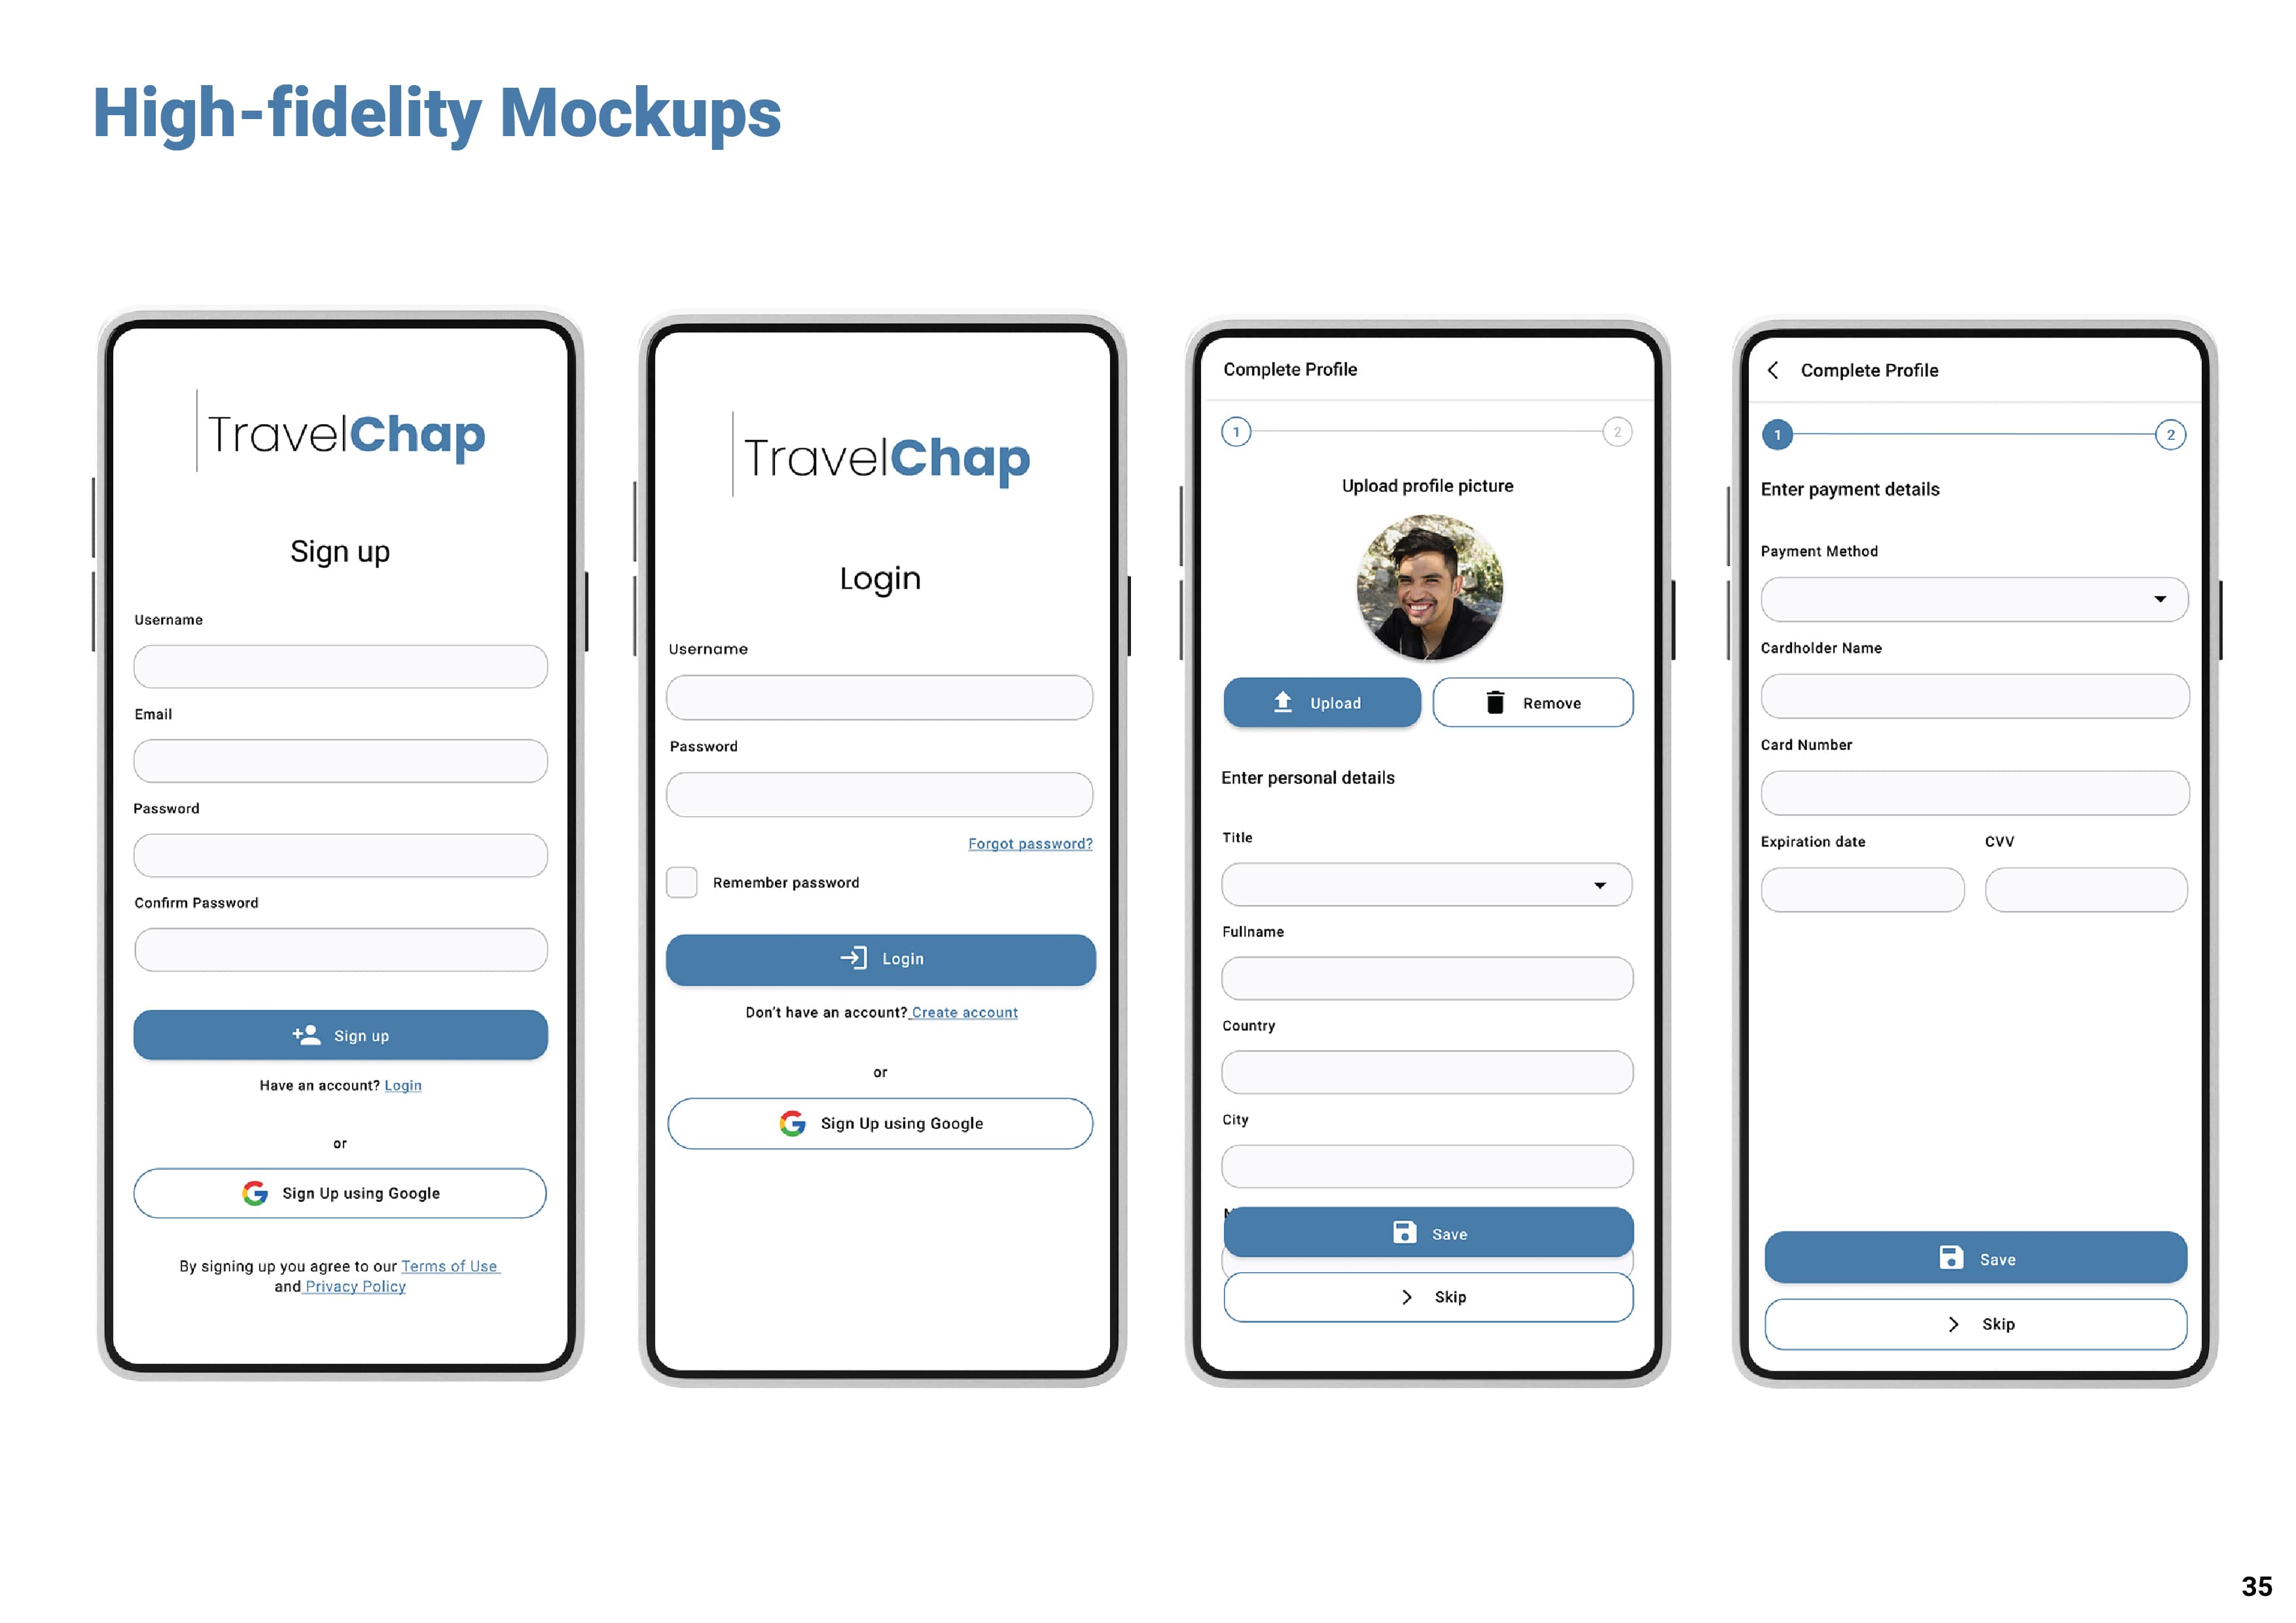 High-fidelity Mockups
TravelChap
Sign up
Username
Email
Password
Confirm Password
Sign up
Have an account? Login
or
Sign Up using Google
By signing up you agree to our Terms of Use
and Privacy Policy
TravelChap
Login
Username
Password
Forgot password?
Remember password
Login
Don't have an account? Create account
or
Sign Up using Google
Complete Profile
1
2
Upload profile picture
Upload
Remove
Enter personal details
Title
Fullname
Country
City
Save
Skip
Complete Profile
1
2
Enter payment details
Payment Method
Cardholder Name
Card Number
Expiration date
CVV
Save
Skip
35